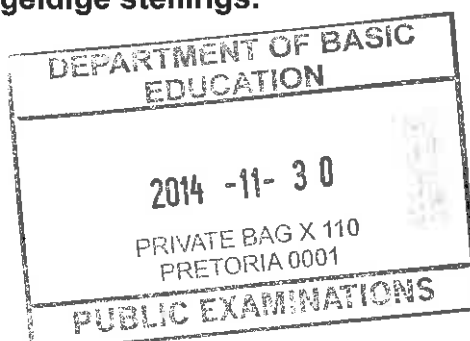 geldige stellings.
DEPARTMENT OF BASIC
EDUCATION
2014 -11- 30
PRIVATE BAG X 110
PRETORIA 0001
PUBLIC EXAMINATIONS